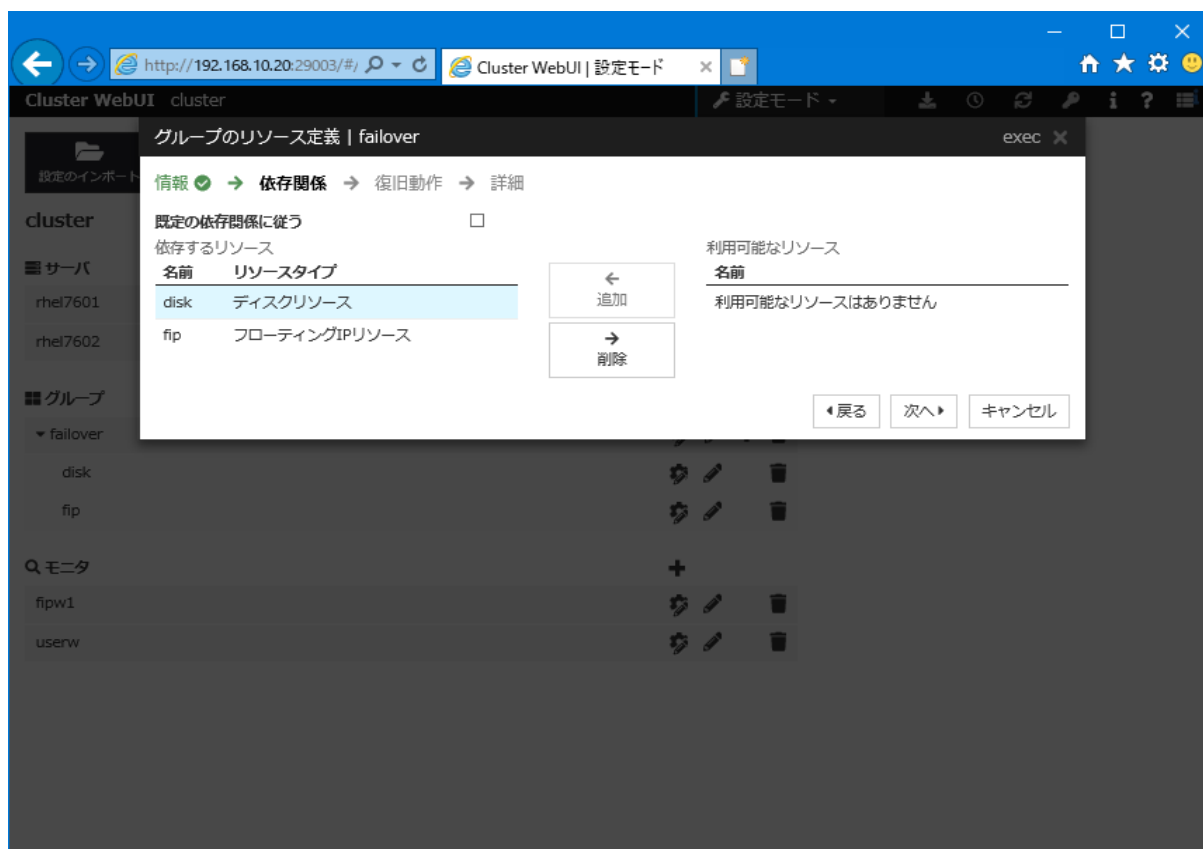 http://192.168.10.20:29003/#/
Cluster WebUI | 設定モード
Cluster WebUI cluster
設定モード
設定のインポート
グループのリソース定義 | failover
exec
情報 → 依存関係 → 復旧動作 → 詳細
既定の依存関係に従う
依存するリソース
名前 リソースタイプ
disk ディスクリソース
fip フローティングIPリソース
←
追加
→
削除
利用可能なリソース
名前
利用可能なリソースはありません
戻る 次へ キャンセル
cluster
サーバ
rhel7601
rhel7602
グループ
failover
disk
fip
モニタ
fipw1
userw